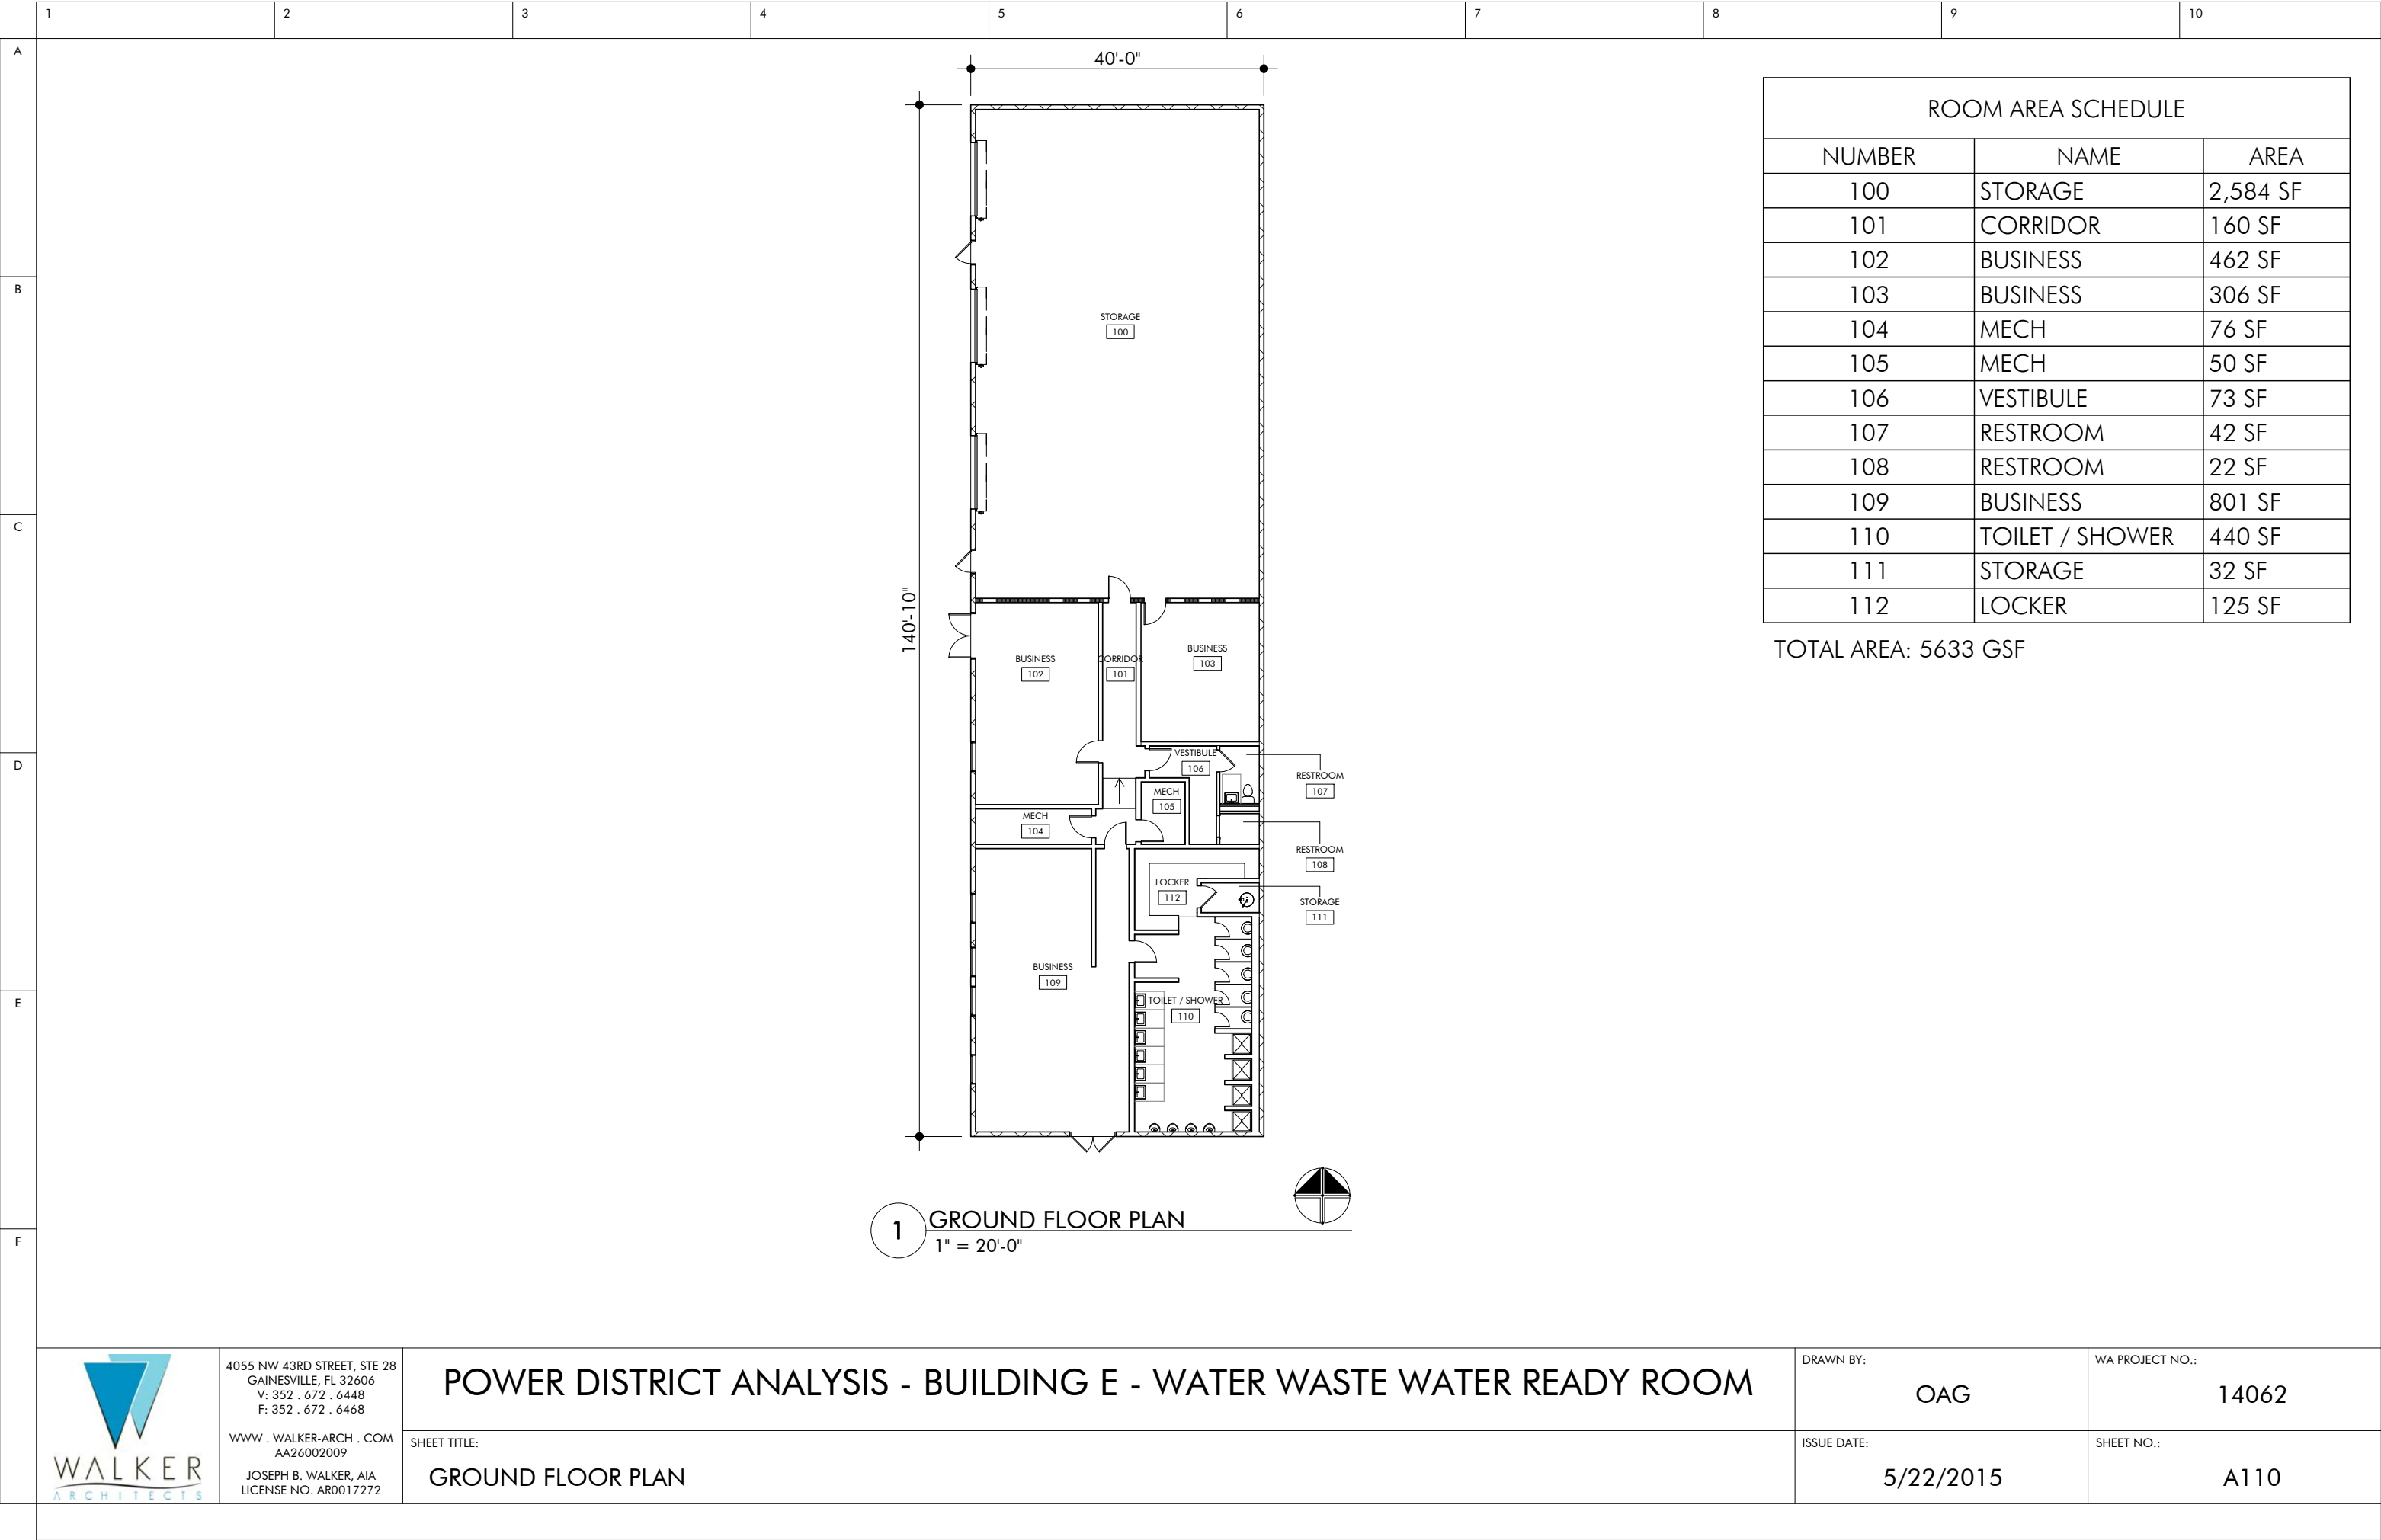 1 2 3 4 5 6 7 8 9 10
A
B
C
D
E
F
40'-0"
140'-10"
STORAGE
100
BUSINESS
102
CORRIDOR
101
BUSINESS
103
VESTIBULE
106
MECH
105
MECH
104
RESTROOM
107
RESTROOM
108
LOCKER
112
STORAGE
111
BUSINESS
109
TOILET / SHOWER
110
1
GROUND FLOOR PLAN
1" = 20'-0"
ROOM AREA SCHEDULE
NUMBER NAME AREA
100 STORAGE 2,584 SF
101 CORRIDOR 160 SF
102 BUSINESS 462 SF
103 BUSINESS 306 SF
104 MECH 76 SF
105 MECH 50 SF
106 VESTIBULE 73 SF
107 RESTROOM 42 SF
108 RESTROOM 22 SF
109 BUSINESS 801 SF
110 TOILET / SHOWER 440 SF
111 STORAGE 32 SF
112 LOCKER 125 SF
TOTAL AREA: 5633 GSF
WALKER
ARCHITECTS
4055 NW 43RD STREET, STE 28
GAINESVILLE, FL 32606
V: 352 . 672 . 6448
F: 352 . 672 . 6468
WWW . WALKER-ARCH . COM
AA26002009
JOSEPH B. WALKER, AIA
LICENSE NO. AR0017272
POWER DISTRICT ANALYSIS - BUILDING E - WATER WASTE WATER READY ROOM
SHEET TITLE:
GROUND FLOOR PLAN
DRAWN BY:
OAG
WA PROJECT NO.:
14062
ISSUE DATE:
5/22/2015
SHEET NO.:
A110